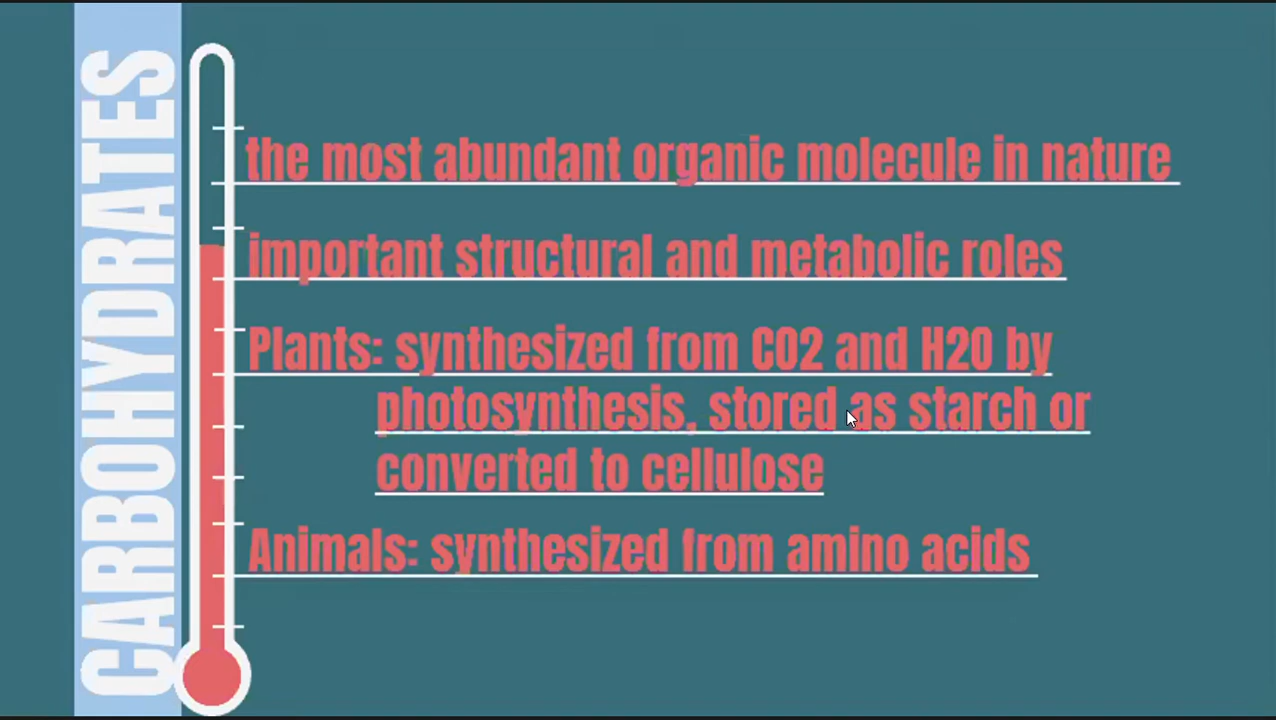 CARBOHYDRATES
the most abundant organic molecule in nature
important structural and metabolic roles
Plants: synthesized from CO2 and H2O by
photosynthesis, stored as starch or
converted to cellulose
Animals: synthesized from amino acids